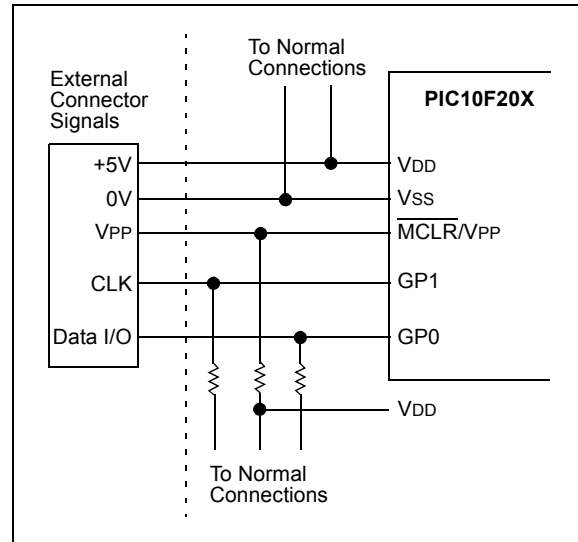 To Normal
Connections
External
Connector
Signals
PIC10F20X
+5V
VDD
0V
VSS
VPP
MCLR/VPP
CLK
GP1
Data I/O
GP0
VDD
To Normal
Connections